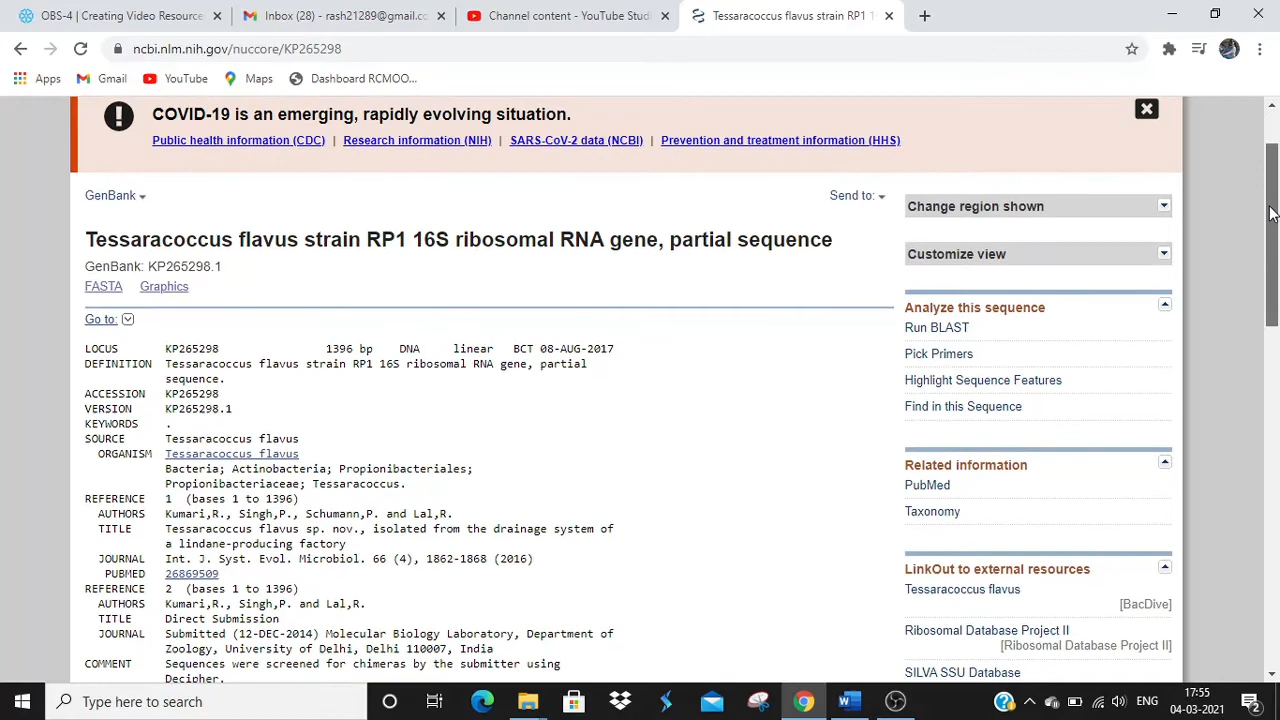 OBS-4 | Creating Video Resource
Inbox (28) - rash21289@gmail.co
Channel content - YouTube Stud
Tessaracoccus flavus strain RP1 1
ncbi.nlm.nih.gov/nuccore/KP265298
Apps Gmail YouTube Maps Dashboard RCMOO...
COVID-19 is an emerging, rapidly evolving situation.
Public health information (CDC) | Research information (NIH) | SARS-CoV-2 data (NCBI) | Prevention and treatment information (HHS)
GenBank
Send to:
Tessaracoccus flavus strain RP1 16S ribosomal RNA gene, partial sequence
GenBank: KP265298.1
FASTA Graphics
Go to:
LOCUS KP265298 1396 bp DNA linear BCT 08-AUG-2017
DEFINITION Tessaracoccus flavus strain RP1 16S ribosomal RNA gene, partial
sequence.
ACCESSION KP265298
VERSION KP265298.1
KEYWORDS .
SOURCE Tessaracoccus flavus
ORGANISM Tessaracoccus flavus
Bacteria; Actinobacteria; Propionibacteriales;
Propionibacteriaceae; Tessaracoccus.
REFERENCE 1 (bases 1 to 1396)
AUTHORS Kumari,R., Singh,P., Schumann,P. and Lal,R.
TITLE Tessaracoccus flavus sp. nov., isolated from the drainage system of
a lindane-producing factory
JOURNAL Int. J. Syst. Evol. Microbiol. 66 (4), 1862-1868 (2016)
PUBMED 26869509
REFERENCE 2 (bases 1 to 1396)
AUTHORS Kumari,R., Singh,P. and Lal,R.
TITLE Direct Submission
JOURNAL Submitted (12-DEC-2014) Molecular Biology Laboratory, Department of
Zoology, University of Delhi, Delhi 110007, India
COMMENT Sequences were screened for chimeras by the submitter using
Decipher.
Change region shown
Customize view
Analyze this sequence
Run BLAST
Pick Primers
Highlight Sequence Features
Find in this Sequence
Related information
PubMed
Taxonomy
LinkOut to external resources
Tessaracoccus flavus
[BacDive]
Ribosomal Database Project II
[Ribosomal Database Project II]
SILVA SSU Database
Type here to search
ENG
17:55
04-03-2021
2